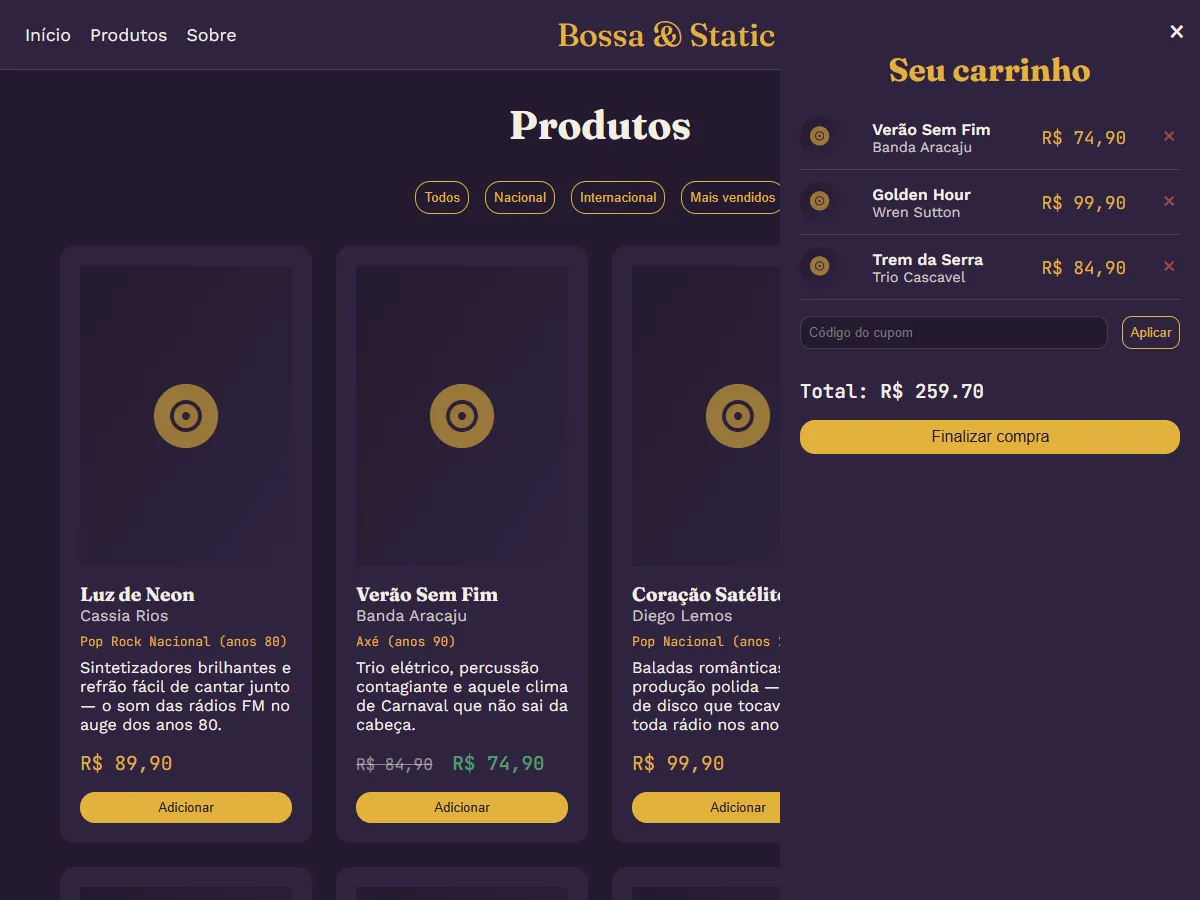 Início Produtos Sobre
Bossa & Static
×
Produtos
Todos Nacional Internacional Mais vendidos
Luz de Neon
Cassia Rios
Pop Rock Nacional (anos 80)
Sintetizadores brilhantes e
refrão fácil de cantar junto
— o som das rádios FM no
auge dos anos 80.
R$ 89,90
Adicionar
Verão Sem Fim
Banda Aracaju
Axé (anos 90)
Trio elétrico, percussão
contagiante e aquele clima
de Carnaval que não sai da
cabeça.
R$ 84,90 R$ 74,90
Adicionar
Coração Satélite
Diego Lemos
Pop Nacional (anos
Baladas românticas
produção polida —
de disco que tocav
toda rádio nos ano
R$ 99,90
Adicionar
Seu carrinho
Verão Sem Fim
Banda Aracaju
R$ 74,90 ×
Golden Hour
Wren Sutton
R$ 99,90 ×
Trem da Serra
Trio Cascavel
R$ 84,90 ×
Código do cupom Aplicar
Total: R$ 259.70
Finalizar compra